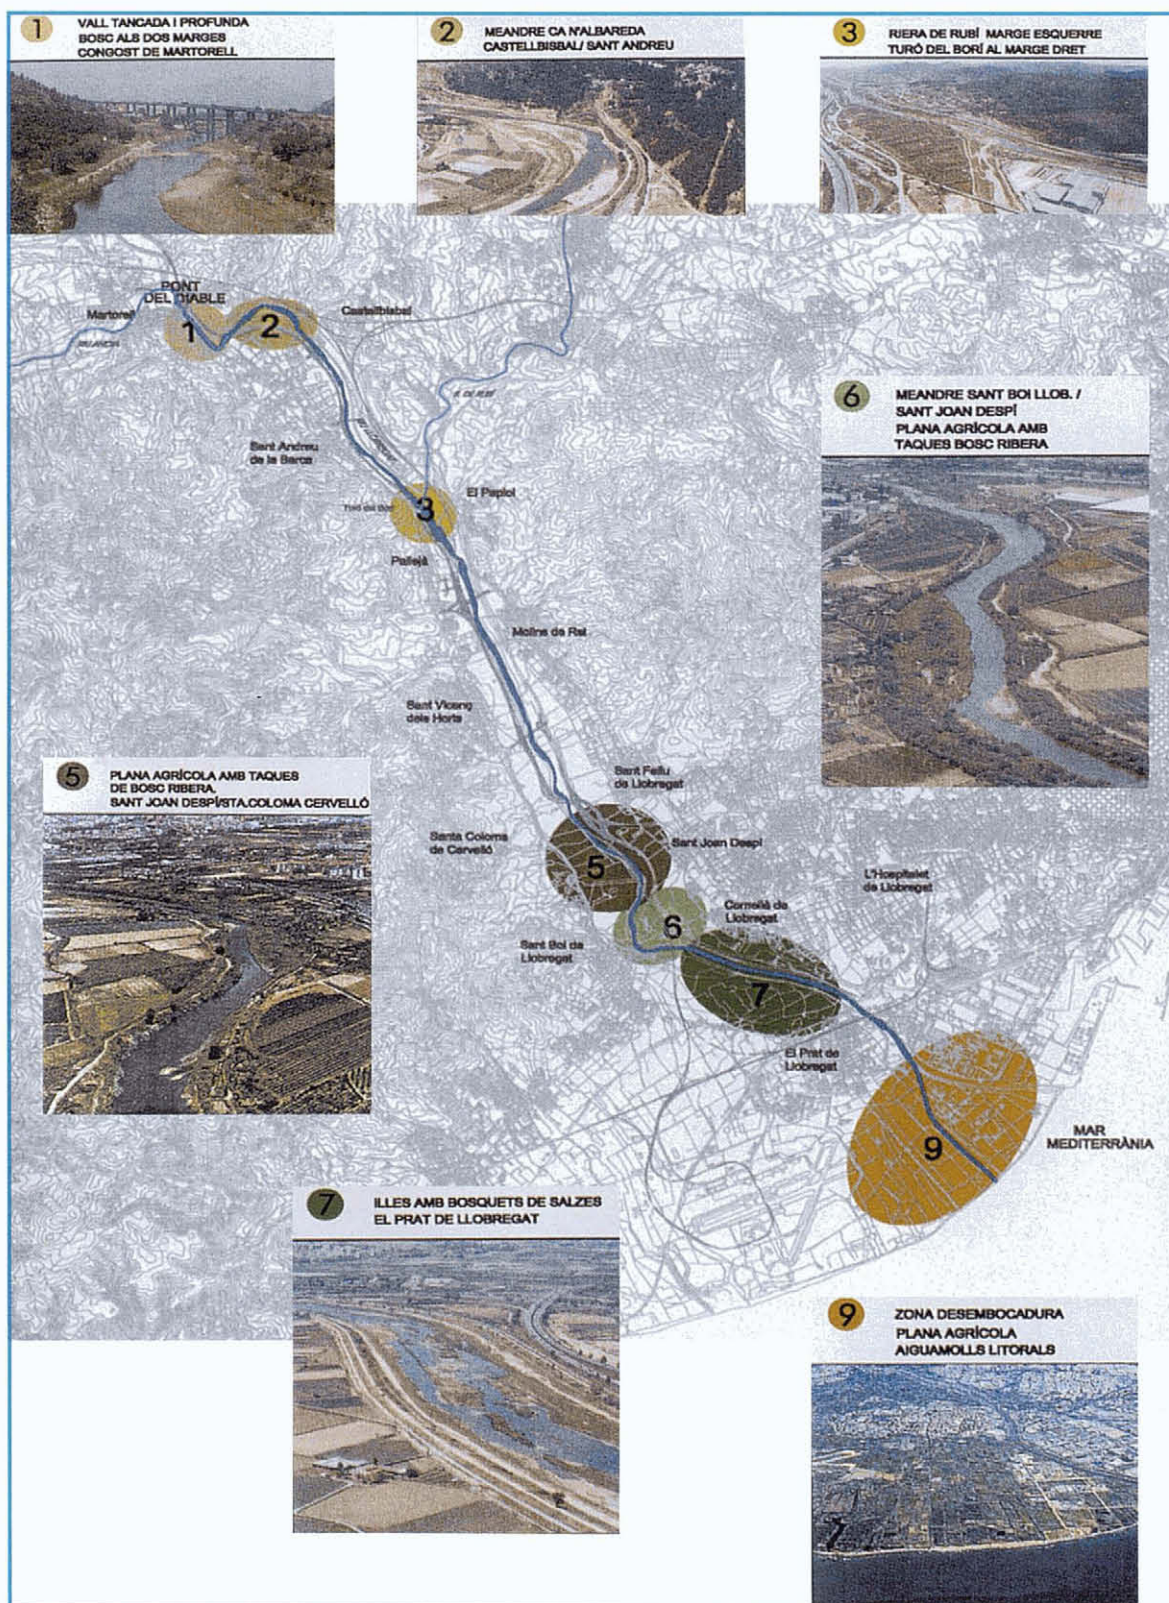 1
VALL TANCADA I PROFUNDA
BOSC ALS DOS MARGES
CONGOST DE MARTORELL
2
MEANDRE CA N'ALBAREDA
CASTELLBISBAL/ SANT ANDREU
3
RIERA DE RUBÍ MARGE ESQUERRE
TURÓ DEL BORÍ AL MARGE DRET
PONT
DEL DIABLE
Martorell
1
2
Castellbisbal
R. DE RUBÍ
6
MEANDRE SANT BOI LLOB. /
SANT JOAN DESPÍ
PLANA AGRÍCOLA AMB
TAQUES BOSC RIBERA
Sant Andreu
de la Barca
El Papiol
3
Pallejà
Molins de Rei
Sant Vicenç
dels Horts
5
PLANA AGRÍCOLA AMB TAQUES
DE BOSC RIBERA.
SANT JOAN DESPÍ/STA.COLOMA CERVELLÓ
Sant Feliu
de Llobregat
Santa Coloma
de Cervelló
Sant Joan Despí
5
L'Hospitalet
de Llobregat
Cornellà de
Llobregat
6
Sant Boi de
Llobregat
7
El Prat de
Llobregat
9
MAR
MEDITERRÀNIA
7
ILLES AMB BOSQUETS DE SALZES
EL PRAT DE LLOBREGAT
9
ZONA DESEMBOCADURA
PLANA AGRÍCOLA
AIGUAMOLLS LITORALS